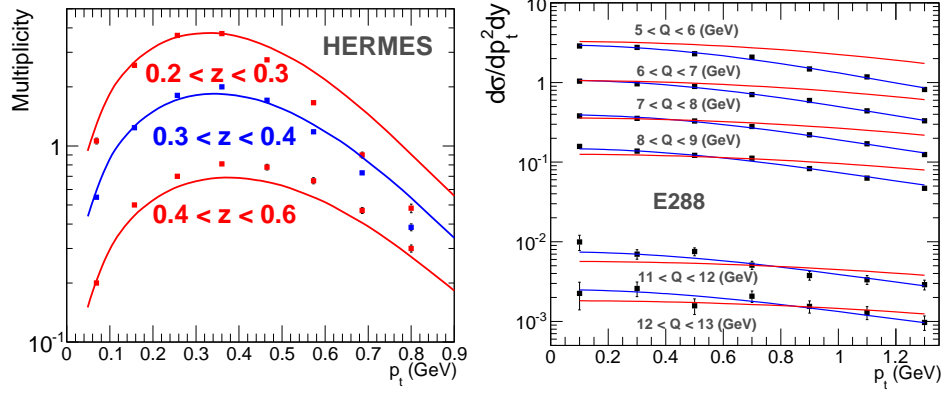 HERMES
Multiplicity
0.2 < z < 0.3
0.3 < z < 0.4
0.4 < z < 0.6
1
10⁻¹
0 0.1 0.2 0.3 0.4 0.5 0.6 0.7 0.8 0.9
pₜ (GeV)
dσ/dpₜ²dy
10
1
10⁻¹
10⁻²
10⁻³
5 < Q < 6 (GeV)
6 < Q < 7 (GeV)
7 < Q < 8 (GeV)
8 < Q < 9 (GeV)
E288
11 < Q < 12 (GeV)
12 < Q < 13 (GeV)
0 0.2 0.4 0.6 0.8 1 1.2
pₜ (GeV)